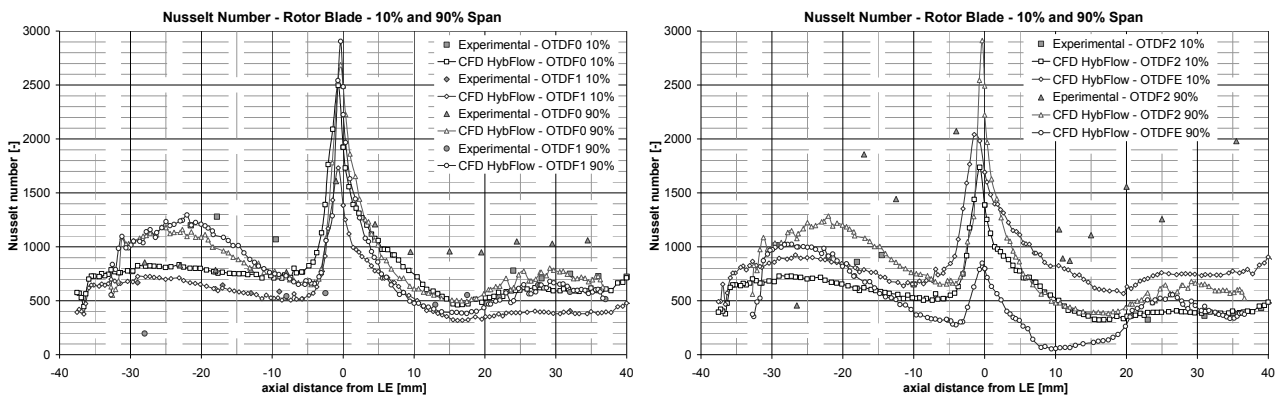 Nusselt Number - Rotor Blade - 10% and 90% Span
3000
2500
2000
1500
1000
500
0
Nusselt number [-]
Experimental - OTDF0 10%
CFD HybFlow - OTDF0 10%
Experimental - OTDF1 10%
CFD HybFlow - OTDF1 10%
Experimental - OTDF0 90%
CFD HybFlow - OTDF0 90%
Experimental - OTDF1 90%
CFD HybFlow - OTDF1 90%
-40 -30 -20 -10 0 10 20 30 40
axial distance from LE [mm]
Nusselt Number - Rotor Blade - 10% and 90% Span
3000
2500
2000
1500
1000
500
0
Nusselt number [-]
Experimental - OTDF2 10%
CFD HybFlow - OTDF2 10%
CFD HybFlow - OTDFE 10%
Eperimental - OTDF2 90%
CFD HybFlow - OTDF2 90%
CFD HybFlow - OTDFE 90%
-40 -30 -20 -10 0 10 20 30 40
axial distance from LE [mm]